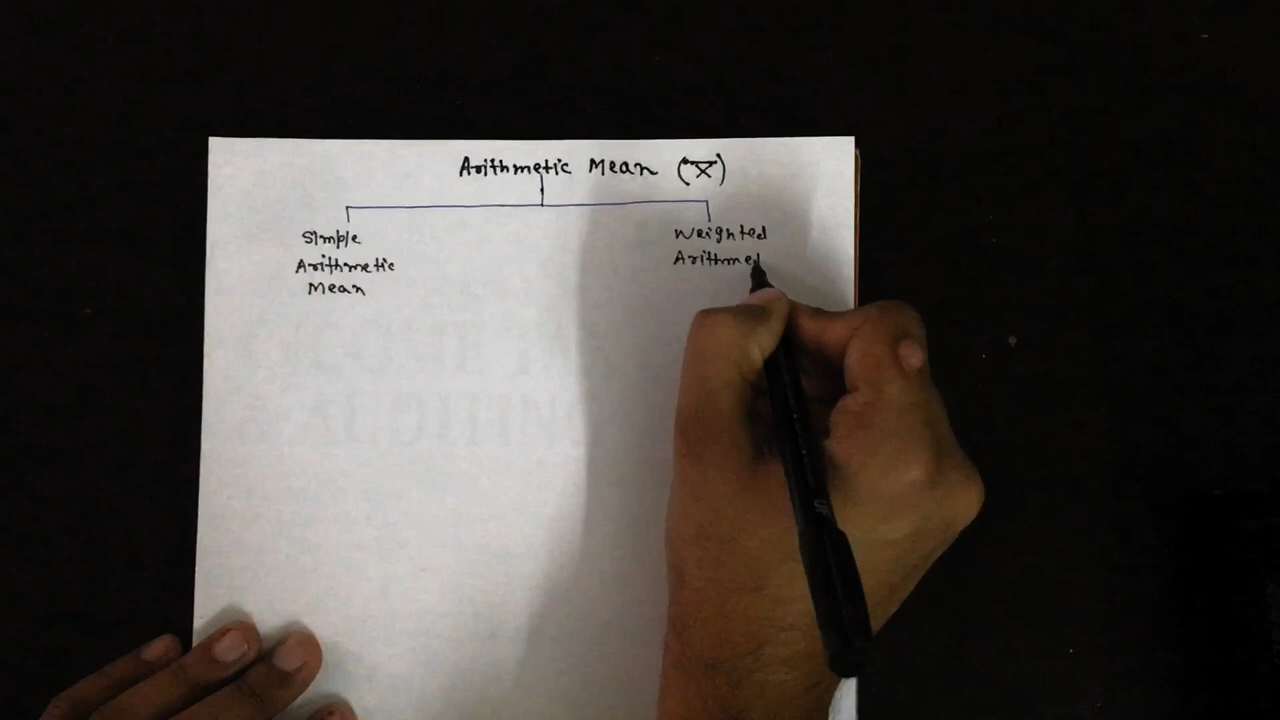 Arithmetic Mean (X̅)
Simple
Arithmetic
Mean
Weighted
Arithmet